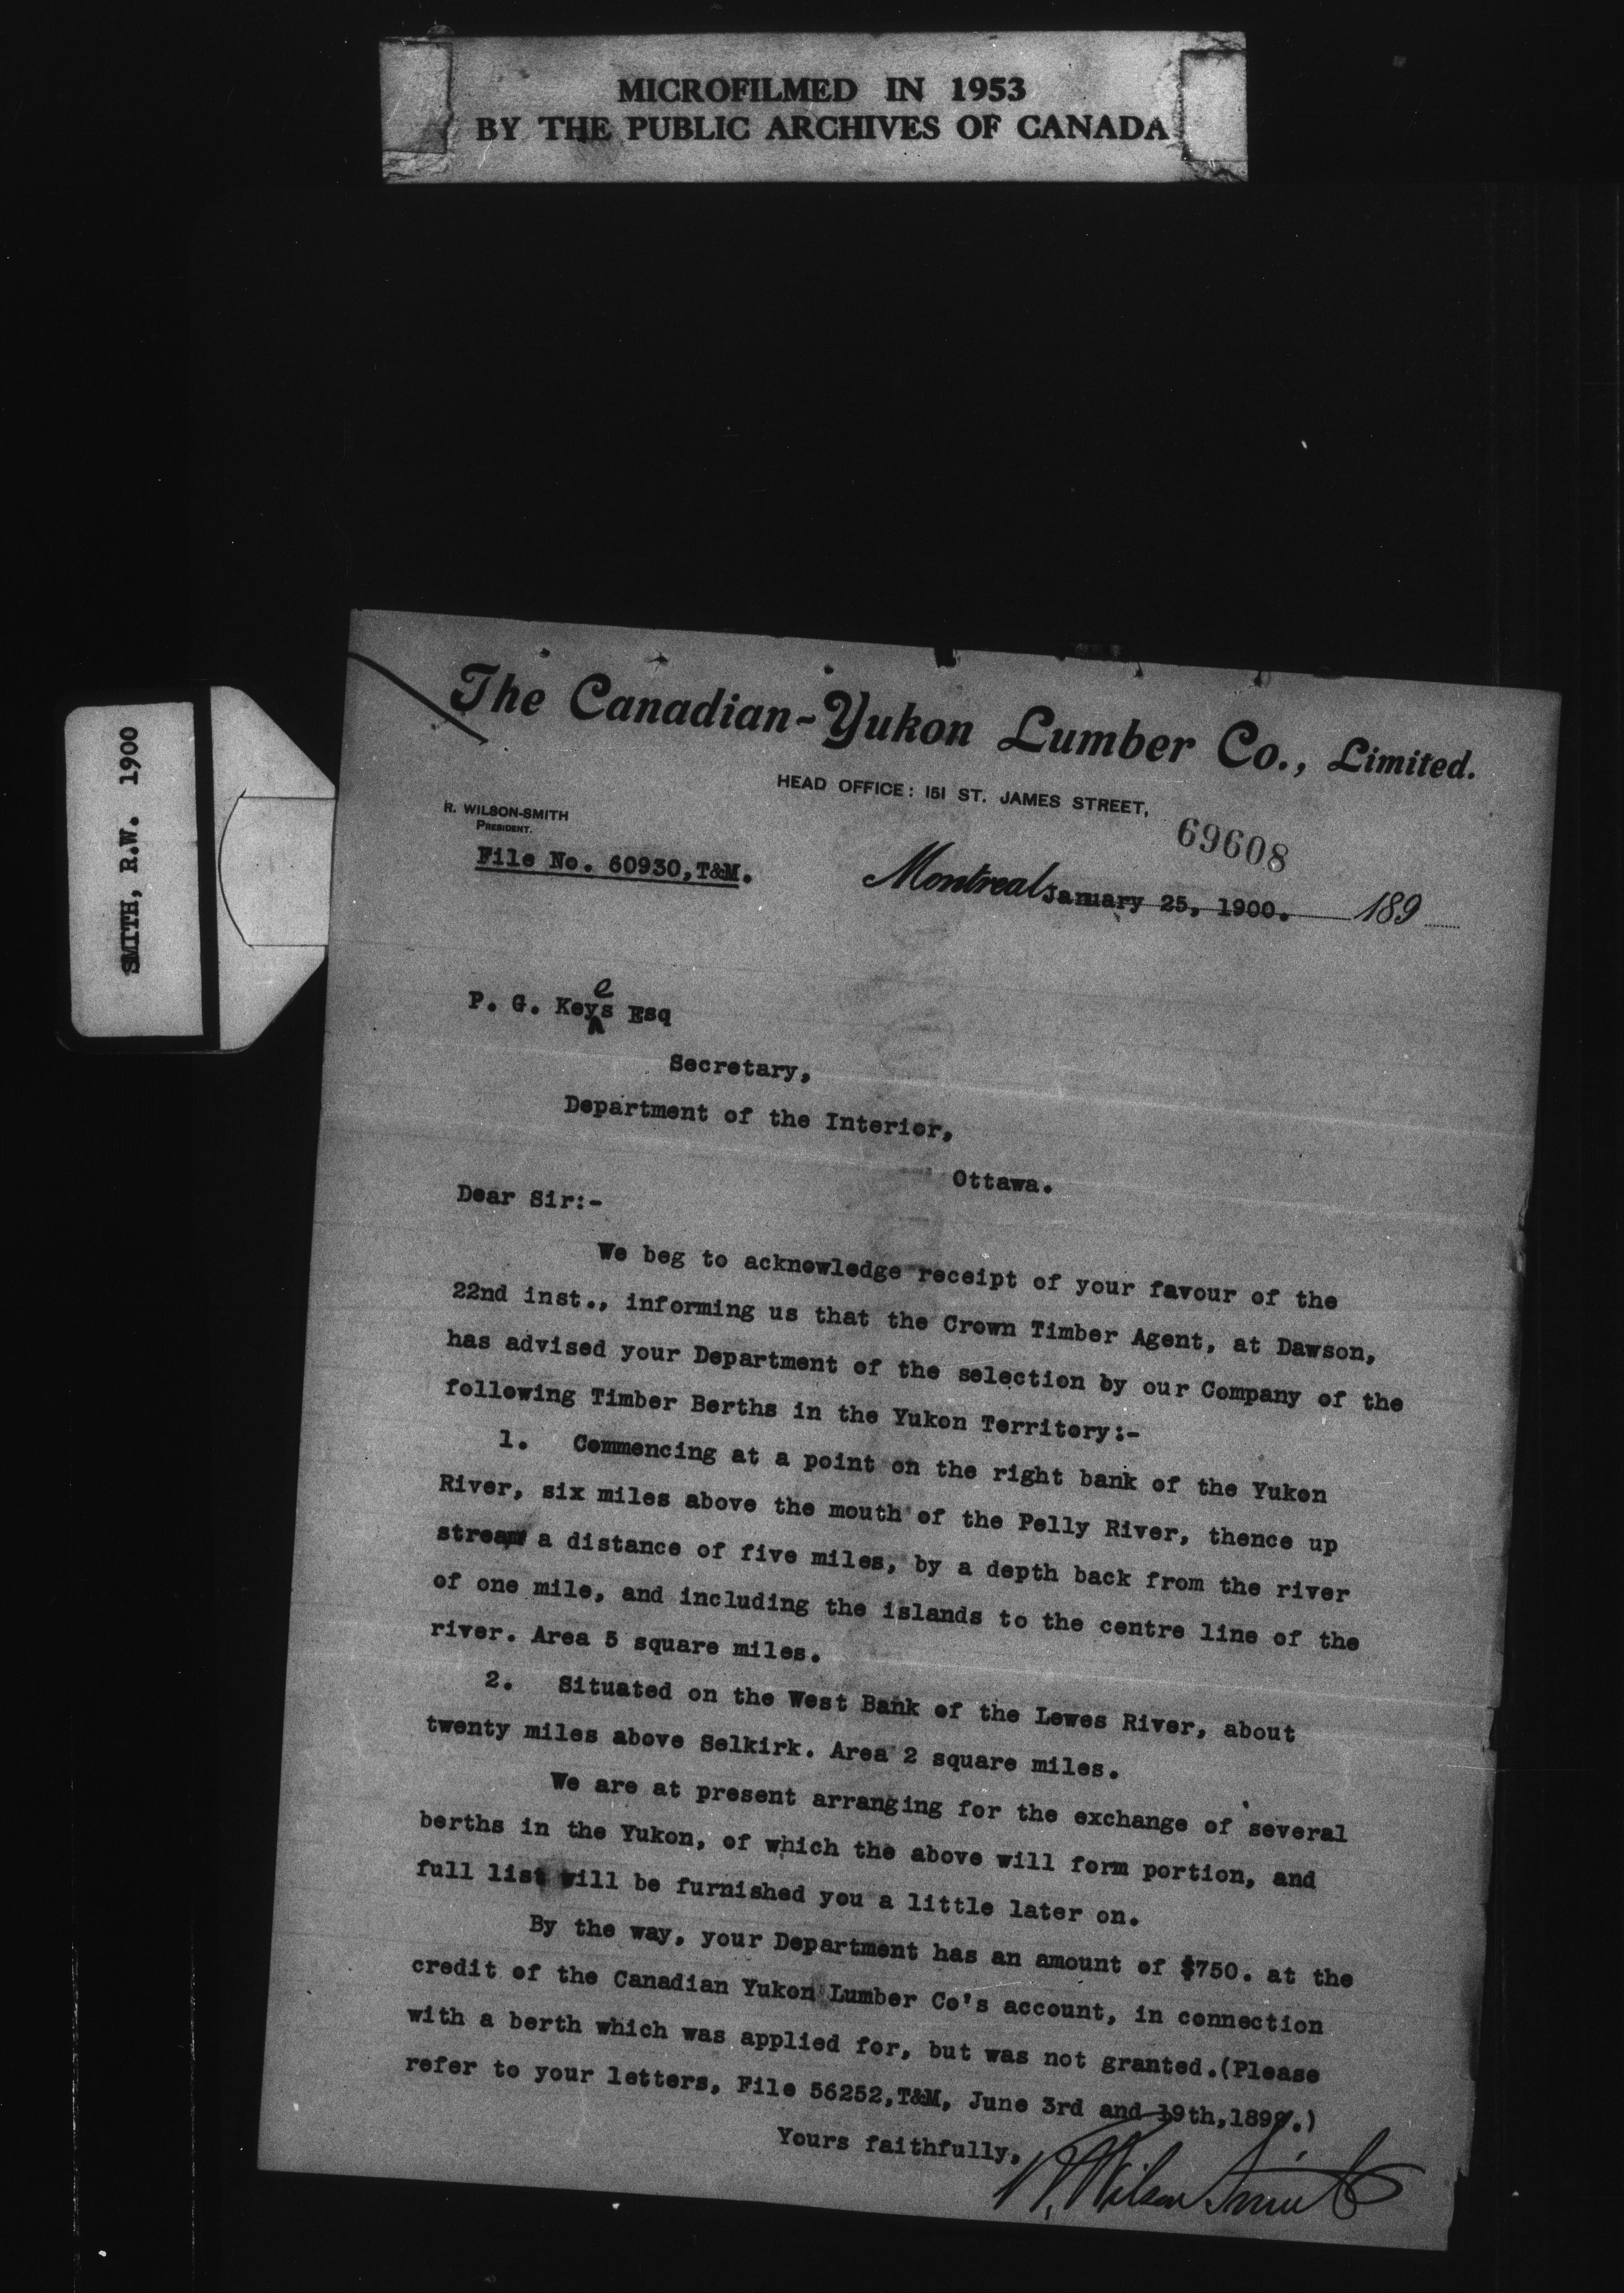 MICROFILMED IN 1953
BY THE PUBLIC ARCHIVES OF CANADA
SMITH, R.W. 1900
The Canadian-Yukon Lumber Co., Limited.
HEAD OFFICE: 151 ST. JAMES STREET,
R. WILSON-SMITH
PRESIDENT.
69608
File No. 60930,T&M.
Montreal January 25, 1900. 189
e
P. G. Keys Esq
Secretary,
Department of the Interior,
Ottawa.
Dear Sir:-
We beg to acknowledge receipt of your favour of the
22nd inst., informing us that the Crown Timber Agent, at Dawson,
has advised your Department of the selection by our Company of the
following Timber Berths in the Yukon Territory:-
1. Commencing at a point on the right bank of the Yukon
River, six miles above the mouth of the Pelly River, thence up
stream a distance of five miles, by a depth back from the river
of one mile, and including the islands to the centre line of the
river. Area 5 square miles.
2. Situated on the West Bank of the Lewes River, about
twenty miles above Selkirk. Area 2 square miles.
We are at present arranging for the exchange of several
berths in the Yukon, of which the above will form portion, and
full list will be furnished you a little later on.
By the way, your Department has an amount of $750. at the
credit of the Canadian Yukon Lumber Co's account, in connection
with a berth which was applied for, but was not granted.(Please
refer to your letters, File 56252,T&M, June 3rd and 19th,1899.)
Yours faithfully,
R. Wilson Smith